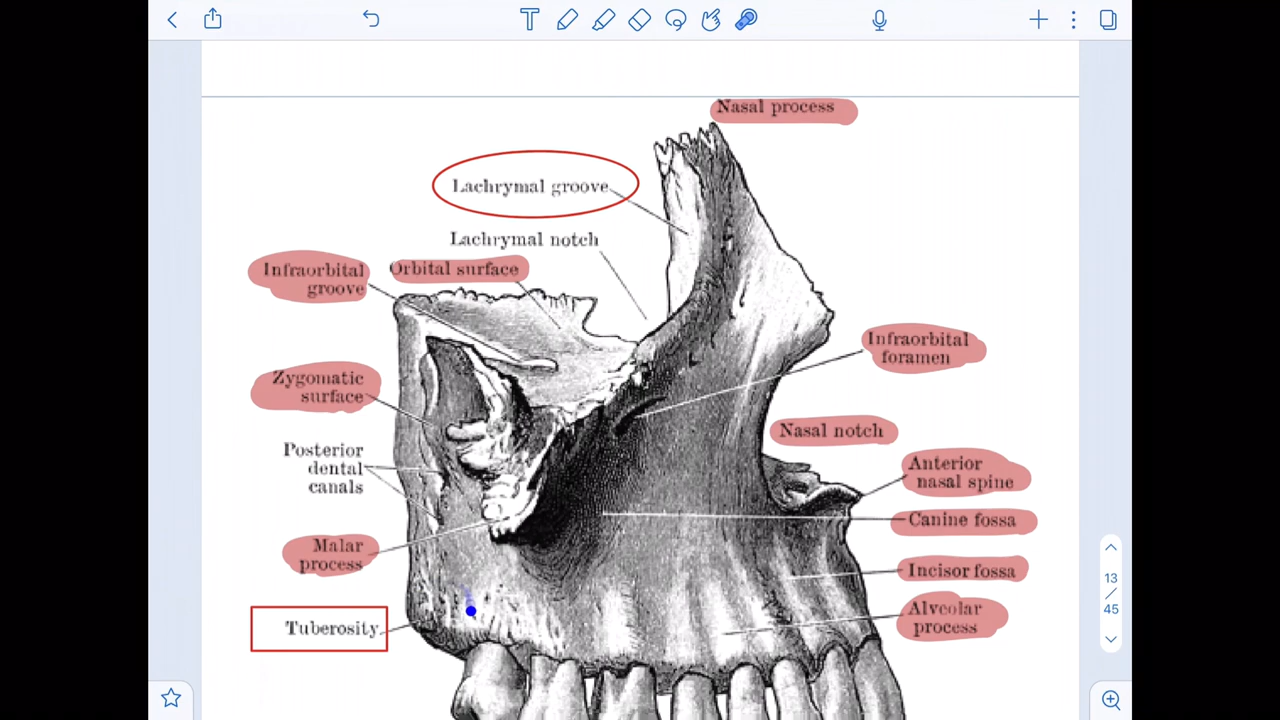 Nasal process
Lachrymal groove
Lachrymal notch
Infraorbital
groove
Orbital surface
Infraorbital
foramen
Zygomatic
surface
Nasal notch
Posterior
dental
canals
Anterior
nasal spine
Canine fossa
Malar
process
Incisor fossa
Alveolar
process
Tuberosity
13
/
45